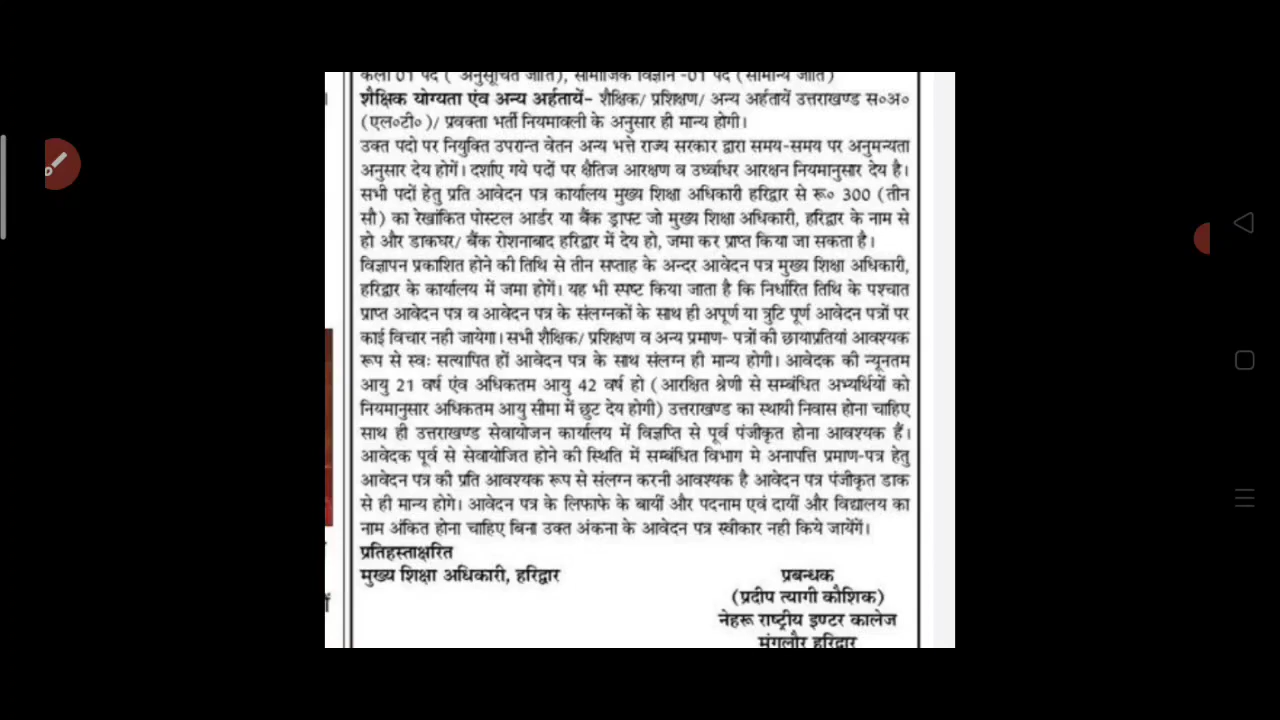 कला 01 पद ( अनुसूचित जाति), सामाजिक विज्ञान -01 पद (सामान्य जाति)
शैक्षिक योग्यता एंव अन्य अर्हतायें- शैक्षिक/ प्रशिक्षण/ अन्य अर्हतायें उत्तराखण्ड स०अ०
(एल०टी०)/ प्रवक्ता भर्ती नियमावली के अनुसार ही मान्य होगी।
उक्त पदो पर नियुक्ति उपरान्त वेतन अन्य भत्ते राज्य सरकार द्वारा समय-समय पर अनुमन्यता
अनुसार देय होगें। दर्शाए गये पदों पर क्षैतिज आरक्षण व उर्ध्वाधर आरक्षन नियमानुसार देय है।
सभी पदों हेतु प्रति आवेदन पत्र कार्यालय मुख्य शिक्षा अधिकारी हरिद्वार से रू० 300 (तीन
सौ) का रेखांकित पोस्टल आर्डर या बैंक ड्राफ्ट जो मुख्य शिक्षा अधिकारी, हरिद्वार के नाम से
हो और डाकघर/ बैंक रोशनाबाद हरिद्वार में देय हो, जमा कर प्राप्त किया जा सकता है।
विज्ञापन प्रकाशित होने की तिथि से तीन सप्ताह के अन्दर आवेदन पत्र मुख्य शिक्षा अधिकारी,
हरिद्वार के कार्यालय में जमा होगें। यह भी स्पष्ट किया जाता है कि निर्धारित तिथि के पश्चात
प्राप्त आवेदन पत्र व आवेदन पत्र के संलग्नकों के साथ ही अपूर्ण या त्रुटि पूर्ण आवेदन पत्रों पर
काई विचार नही जायेगा। सभी शैक्षिक/ प्रशिक्षण व अन्य प्रमाण- पत्रों की छायाप्रतियां आवश्यक
रूप से स्वः सत्यापित हों आवेदन पत्र के साथ संलग्न ही मान्य होगी। आवेदक की न्यूनतम
आयु 21 वर्ष एंव अधिकतम आयु 42 वर्ष हो (आरक्षित श्रेणी से सम्बंधित अभ्यर्थियों को
नियमानुसार अधिकतम आयु सीमा में छुट देय होगी) उत्तराखण्ड का स्थायी निवास होना चाहिए
साथ ही उत्तराखण्ड सेवायोजन कार्यालय में विज्ञप्ति से पूर्व पंजीकृत होना आवश्यक हैं।
आवेदक पूर्व से सेवायोजित होने की स्थिति में सम्बंधित विभाग मे अनापत्ति प्रमाण-पत्र हेतु
आवेदन पत्र की प्रति आवश्यक रूप से संलग्न करनी आवश्यक है आवेदन पत्र पंजीकृत डाक
से ही मान्य होगे। आवेदन पत्र के लिफाफे के बायीं और पदनाम एवं दायीं और विद्यालय का
नाम अंकित होना चाहिए बिना उक्त अंकना के आवेदन पत्र स्वीकार नही किये जायेंगें।
प्रतिहस्ताक्षरित
मुख्य शिक्षा अधिकारी, हरिद्वार
प्रबन्धक
(प्रदीप त्यागी कौशिक)
नेहरू राष्ट्रीय इण्टर कालेज
मंगलौर हरिद्वार